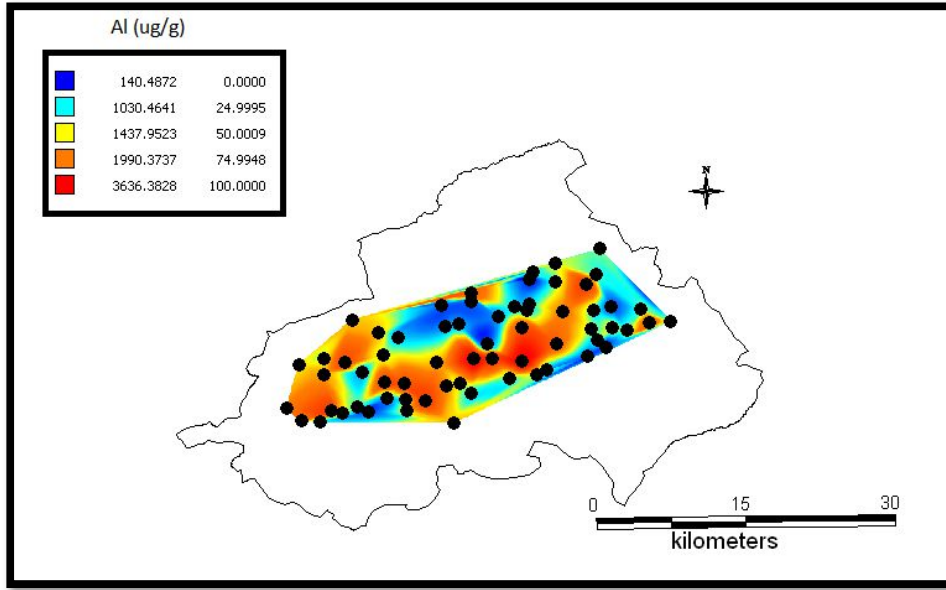 Al (ug/g)
140.4872 0.0000
1030.4641 24.9995
1437.9523 50.0009
1990.3737 74.9948
3636.3828 100.0000
N
0 15 30
kilometers